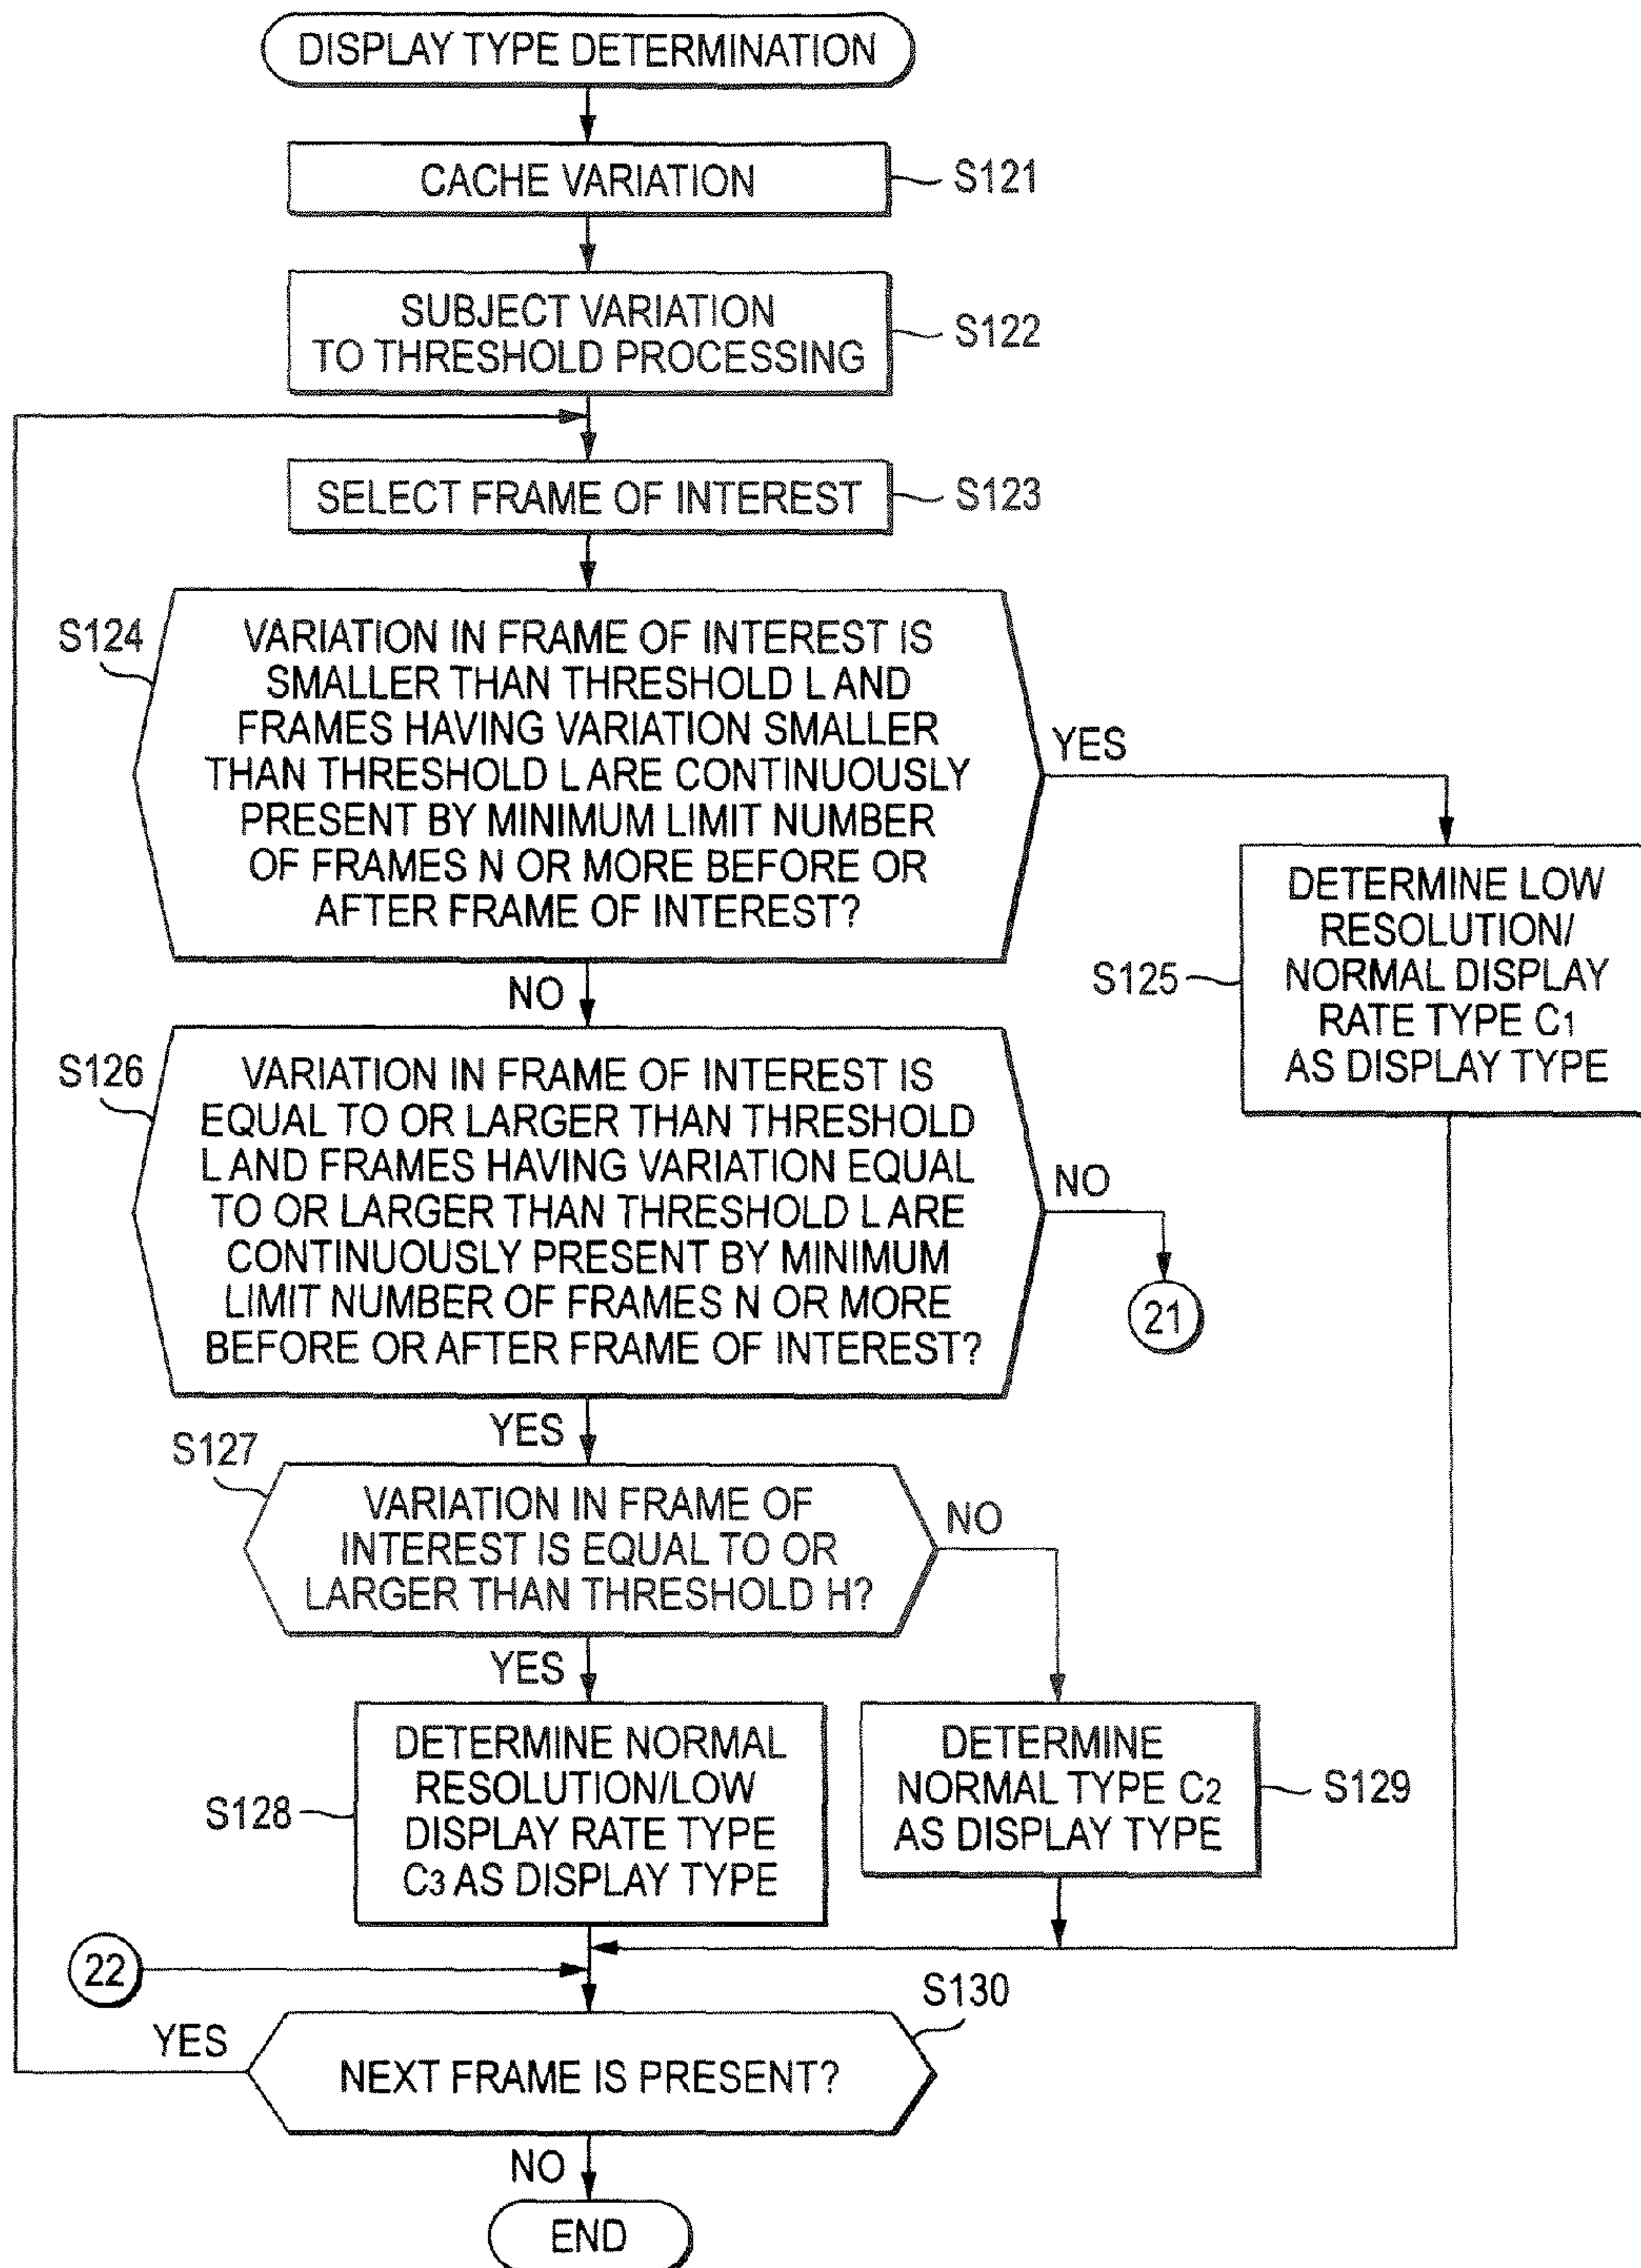 DISPLAY TYPE DETERMINATION
CACHE VARIATION
S121
SUBJECT VARIATION
TO THRESHOLD PROCESSING
S122
SELECT FRAME OF INTEREST
S123
S124
VARIATION IN FRAME OF INTEREST IS
SMALLER THAN THRESHOLD L AND
FRAMES HAVING VARIATION SMALLER
THAN THRESHOLD L ARE CONTINUOUSLY
PRESENT BY MINIMUM LIMIT NUMBER
OF FRAMES N OR MORE BEFORE OR
AFTER FRAME OF INTEREST?
YES
NO
S125
DETERMINE LOW
RESOLUTION/
NORMAL DISPLAY
RATE TYPE C1
AS DISPLAY TYPE
S126
VARIATION IN FRAME OF INTEREST IS
EQUAL TO OR LARGER THAN THRESHOLD
L AND FRAMES HAVING VARIATION EQUAL
TO OR LARGER THAN THRESHOLD L ARE
CONTINUOUSLY PRESENT BY MINIMUM
LIMIT NUMBER OF FRAMES N OR MORE
BEFORE OR AFTER FRAME OF INTEREST?
NO
21
YES
S127
VARIATION IN FRAME OF
INTEREST IS EQUAL TO OR
LARGER THAN THRESHOLD H?
NO
YES
S128
DETERMINE NORMAL
RESOLUTION/LOW
DISPLAY RATE TYPE
C3 AS DISPLAY TYPE
DETERMINE
NORMAL TYPE C2
AS DISPLAY TYPE
S129
22
S130
YES
NEXT FRAME IS PRESENT?
NO
END